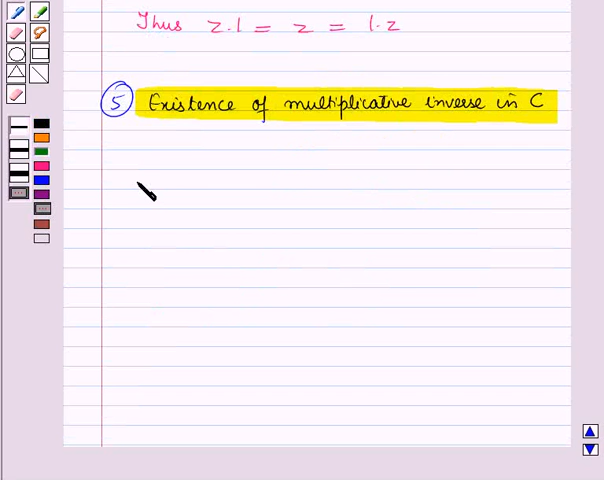 Thus z.1 = z = 1.z
5 Existence of multiplicative inverse in C